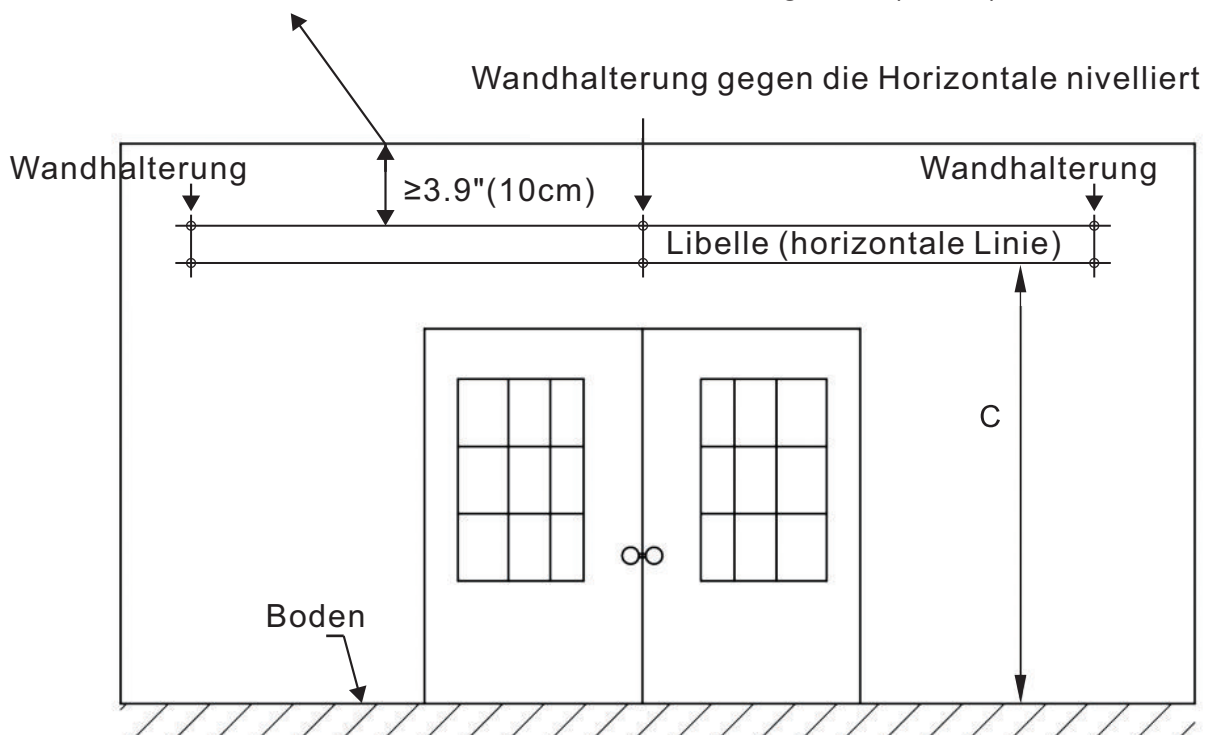 Wandhalterung gegen die Horizontale nivelliert
Wandhalterung
Wandhalterung
≥3.9"(10cm)
Libelle (horizontale Linie)
C
Boden